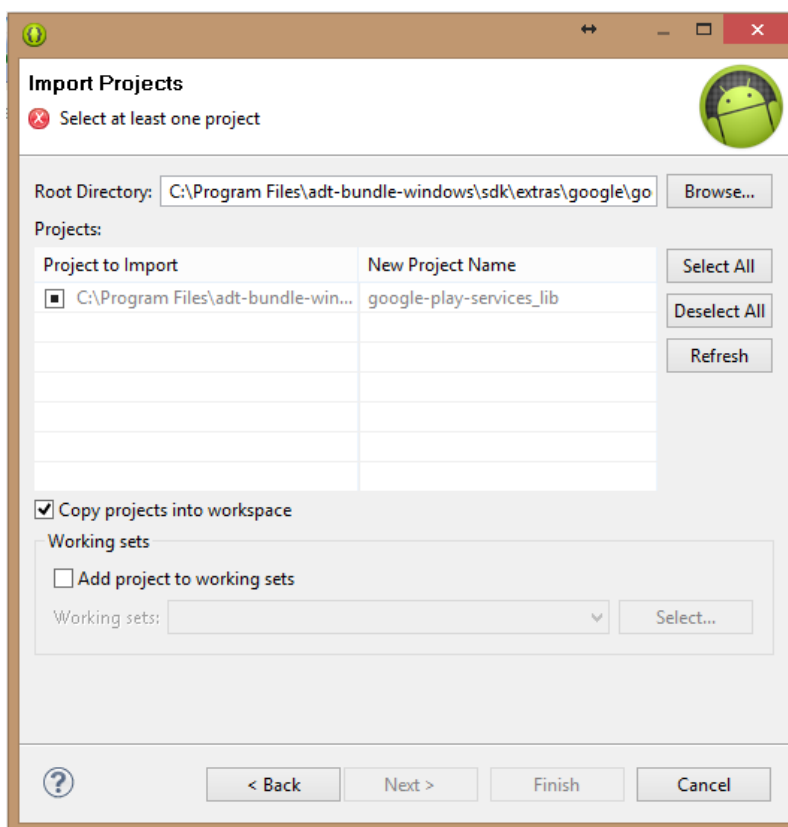 Import Projects
Select at least one project
Root Directory: C:\Program Files\adt-bundle-windows\sdk\extras\google\go Browse...
Projects:
Project to Import New Project Name Select All
C:\Program Files\adt-bundle-win... google-play-services_lib
Deselect All
Refresh
Copy projects into workspace
Working sets
Add project to working sets
Working sets: Select...
? < Back Next > Finish Cancel